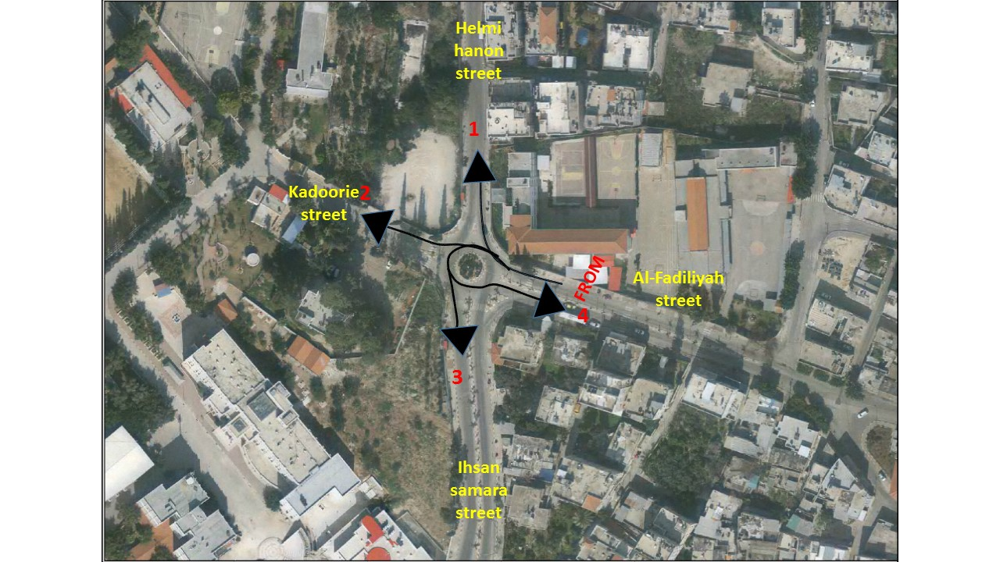 Helmi
hanon
street
1
Kadoorie 2
street
FROM
Al-Fadiliyah
street
4
3
Ihsan
samara
street